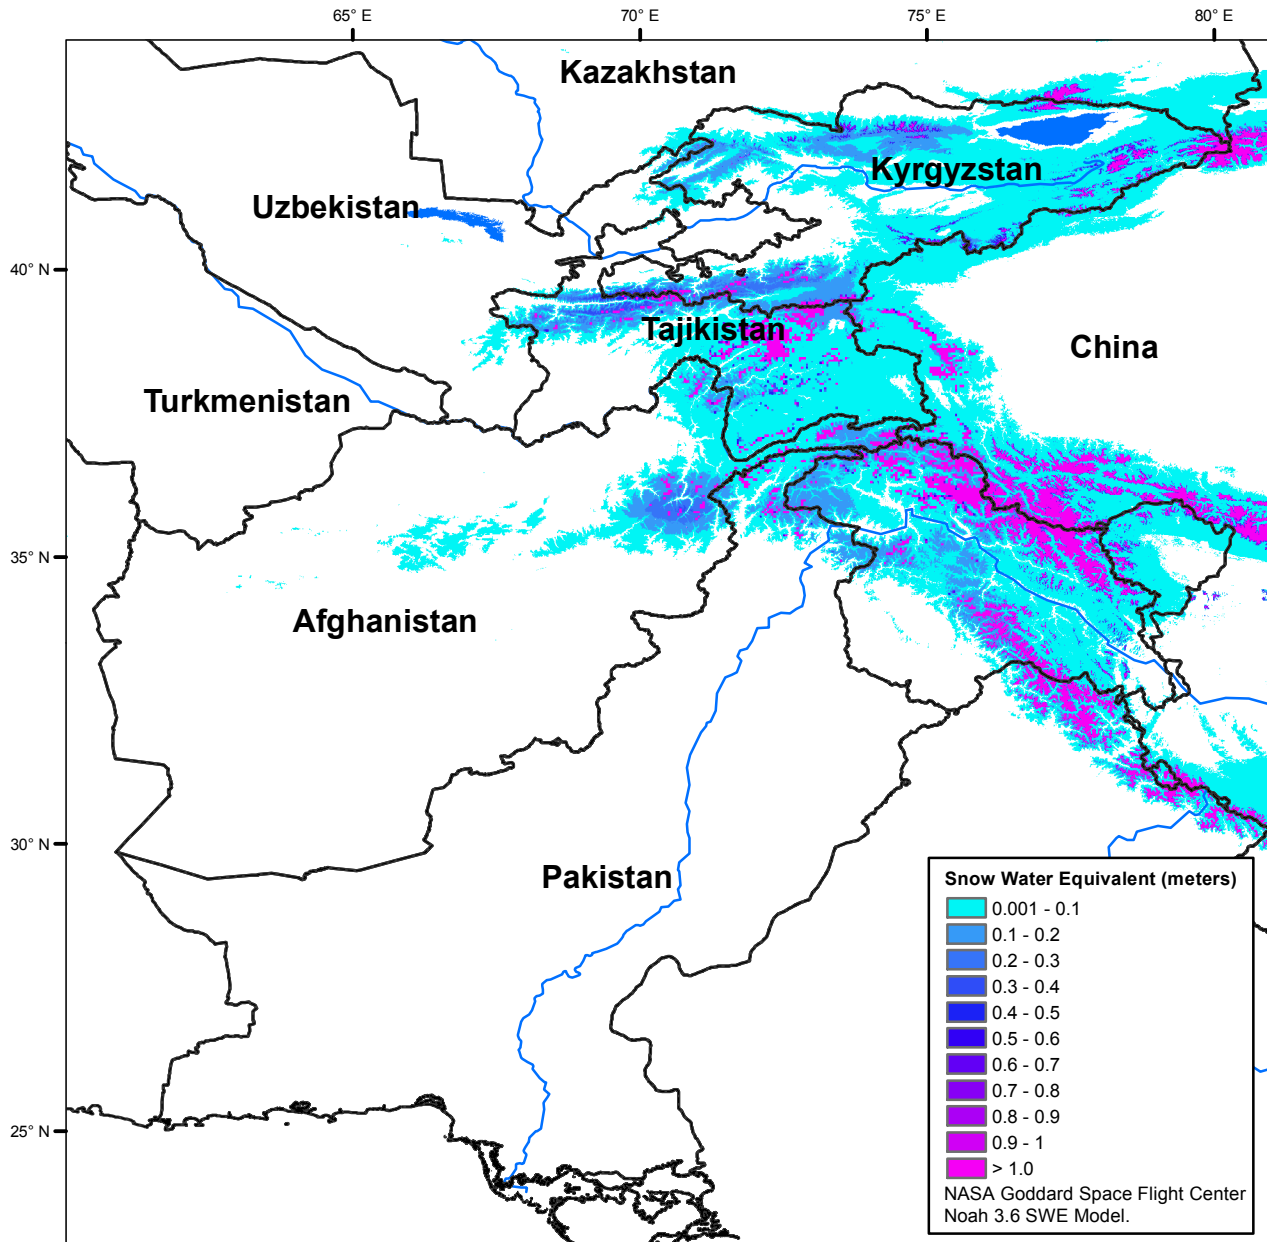 65° E
70° E
75° E
80° E
Kazakhstan
Kyrgyzstan
Uzbekistan
40° N
Tajikistan
China
Turkmenistan
35° N
Afghanistan
30° N
Pakistan
25° N
Snow Water Equivalent (meters)
0.001 - 0.1
0.1 - 0.2
0.2 - 0.3
0.3 - 0.4
0.4 - 0.5
0.5 - 0.6
0.6 - 0.7
0.7 - 0.8
0.8 - 0.9
0.9 - 1
> 1.0
NASA Goddard Space Flight Center
Noah 3.6 SWE Model.